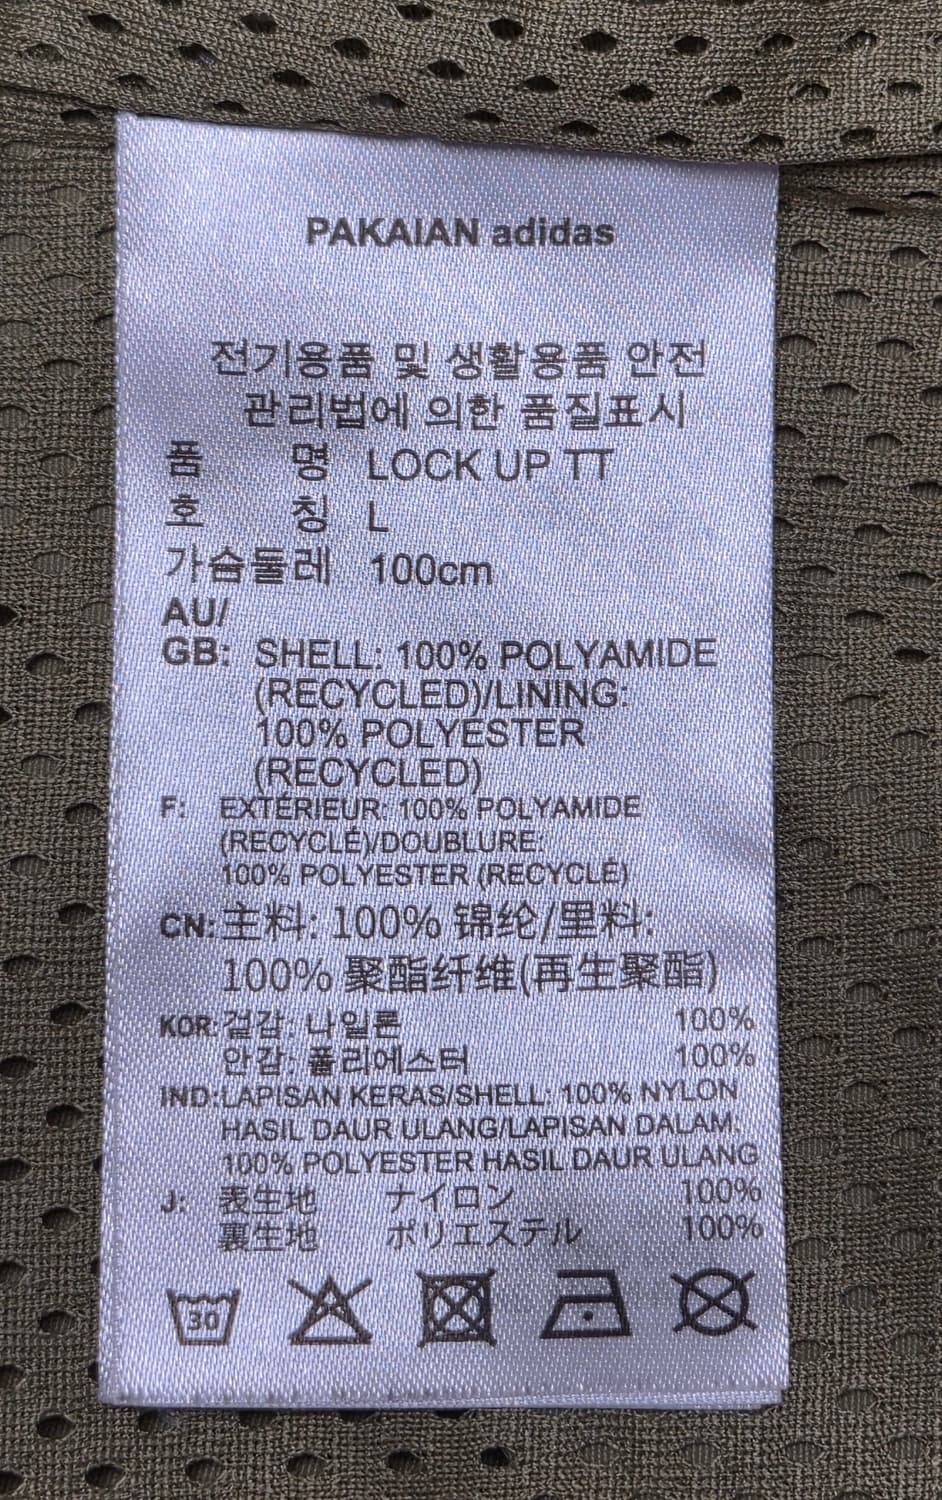 PAKAIAN adidas
전기용품 및 생활용품 안전
관리법에 의한 품질표시
품 명 LOCK UP TT
호 칭 L
가슴둘레 100cm
AU/
GB: SHELL: 100% POLYAMIDE
(RECYCLED)/LINING:
100% POLYESTER
(RECYCLED)
F: EXTÉRIEUR: 100% POLYAMIDE
(RECYCLÉ)/DOUBLURE:
100% POLYESTER (RECYCLÉ)
CN: 主料: 100% 锦纶/里料:
100% 聚酯纤维(再生聚酯)
KOR: 겉감: 나일론 100%
안감: 폴리에스터 100%
IND: LAPISAN KERAS/SHELL: 100% NYLON
HASIL DAUR ULANG/LAPISAN DALAM:
100% POLYESTER HASIL DAUR ULANG
J: 表生地 ナイロン 100%
裏生地 ポリエステル 100%
30